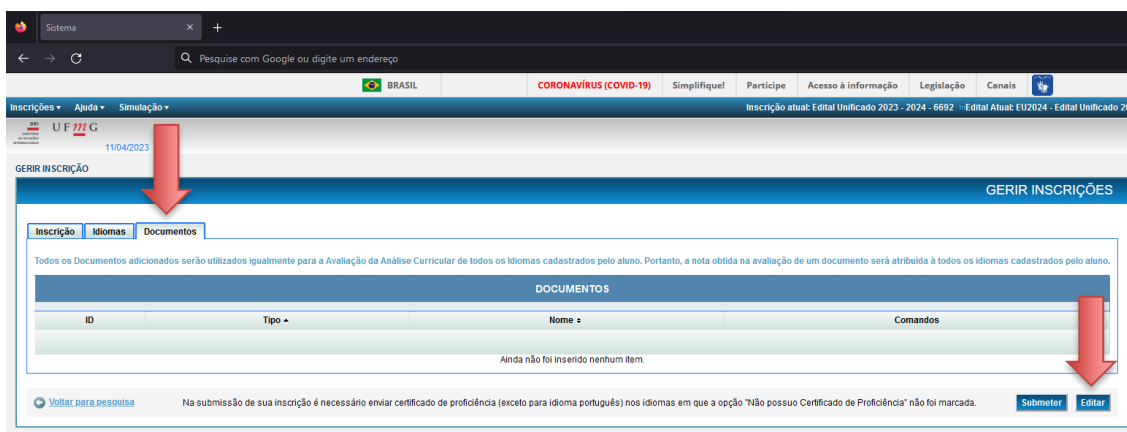 Sistema
Pesquise com Google ou digite um endereço
BRASIL CORONAVÍRUS (COVID-19) Simplifique! Participe Acesso à informação Legislação Canais
Inscrições Ajuda Simulação Inscrição atual: Edital Unificado 2023 - 2024 - 6692 Edital Atual: EU2024 - Edital Unificado 20
DRI
UFmG
11/04/2023
GERIR INSCRIÇÃO
GERIR INSCRIÇÕES
Inscrição Idiomas Documentos
Todos os Documentos adicionados serão utilizados igualmente para a Avaliação da Análise Curricular de todos os Idiomas cadastrados pelo aluno. Portanto, a nota obtida na avaliação de um documento será atribuida à todos os idiomas cadastrados pelo aluno.
DOCUMENTOS
ID Tipo Nome Comandos
Ainda não foi inserido nenhum item.
Voltar para pesquisa Na submissão de sua inscrição é necessário enviar certificado de proficiência (exceto para idioma português) nos idiomas em que a opção "Não possuo Certificado de Proficiência" não foi marcada. Submeter Editar